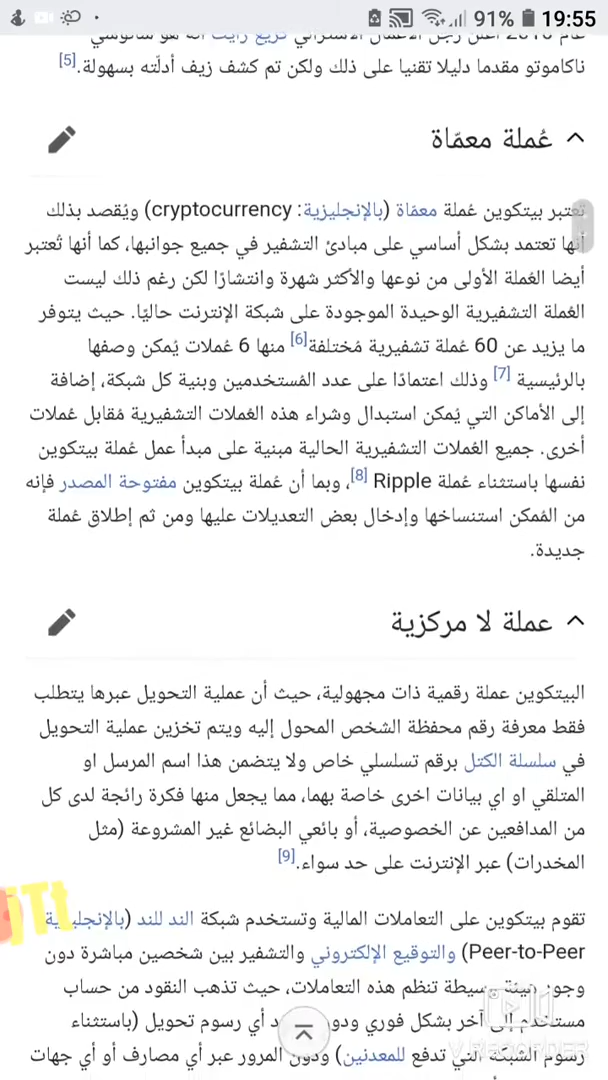 91% 19:55
ناكاموتو مقدما دليلا تقنيا على ذلك ولكن تم كشف زيف أدلّته بسهولة.[5]
عُملة معمّاة
تعتبر بيتكوين عُملة معمّاة (بالإنجليزية: cryptocurrency) ويُقصد بذلك
أنها تعتمد بشكل أساسي على مبادئ التشفير في جميع جوانبها، كما أنها تُعتبر
أيضا العُملة الأولى من نوعها والأكثر شهرة وانتشارًا لكن رغم ذلك ليست
العُملة التشفيرية الوحيدة الموجودة على شبكة الإنترنت حاليًا. حيث يتوفر
ما يزيد عن 60 عُملة تشفيرية مُختلفة[6] منها 6 عُملات يُمكن وصفها
بالرئيسية [7] وذلك اعتمادًا على عدد المُستخدمين وبنية كل شبكة، إضافة
إلى الأماكن التي يُمكن استبدال وشراء هذه العُملات التشفيرية مُقابل عُملات
أخرى. جميع العُملات التشفيرية الحالية مبنية على مبدأ عمل عُملة بيتكوين
نفسها باستثناء عُملة Ripple [8]، وبما أن عُملة بيتكوين مفتوحة المصدر فإنه
من المُمكن استنساخها وإدخال بعض التعديلات عليها ومن ثم إطلاق عُملة
جديدة.
عملة لا مركزية
البيتكوين عملة رقمية ذات مجهولية، حيث أن عملية التحويل عبرها يتطلب
فقط معرفة رقم محفظة الشخص المحول إليه ويتم تخزين عملية التحويل
في سلسلة الكتل برقم تسلسلي خاص ولا يتضمن هذا اسم المرسل او
المتلقي او اي بيانات اخرى خاصة بهما، مما يجعل منها فكرة رائجة لدى كل
من المدافعين عن الخصوصية، أو بائعي البضائع غير المشروعة (مثل
المخدرات) عبر الإنترنت على حد سواء.[9]
تقوم بيتكوين على التعاملات المالية وتستخدم شبكة الند للند (بالإنجليزية
Peer-to-Peer) والتوقيع الإلكتروني والتشفير بين شخصين مباشرة دون
وجود هيئة وسيطة تنظم هذه التعاملات، حيث تذهب النقود من حساب
مستخدم إلى آخر بشكل فوري ودون أي رسوم تحويل (باستثناء
رسوم الشبكة التي تدفع للمعدنين) ودون المرور عبر أي مصارف أو أي جهات